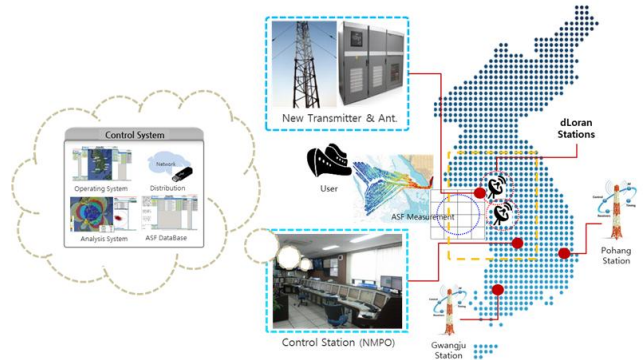 Control System
Operating System
Network
Distribution
Analysis System
ASF DataBase
New Transmitter & Ant.
User
ASF Measurement
Control Station (NMPO)
dLoran
Stations
Pohang
Station
Gwangju
Station